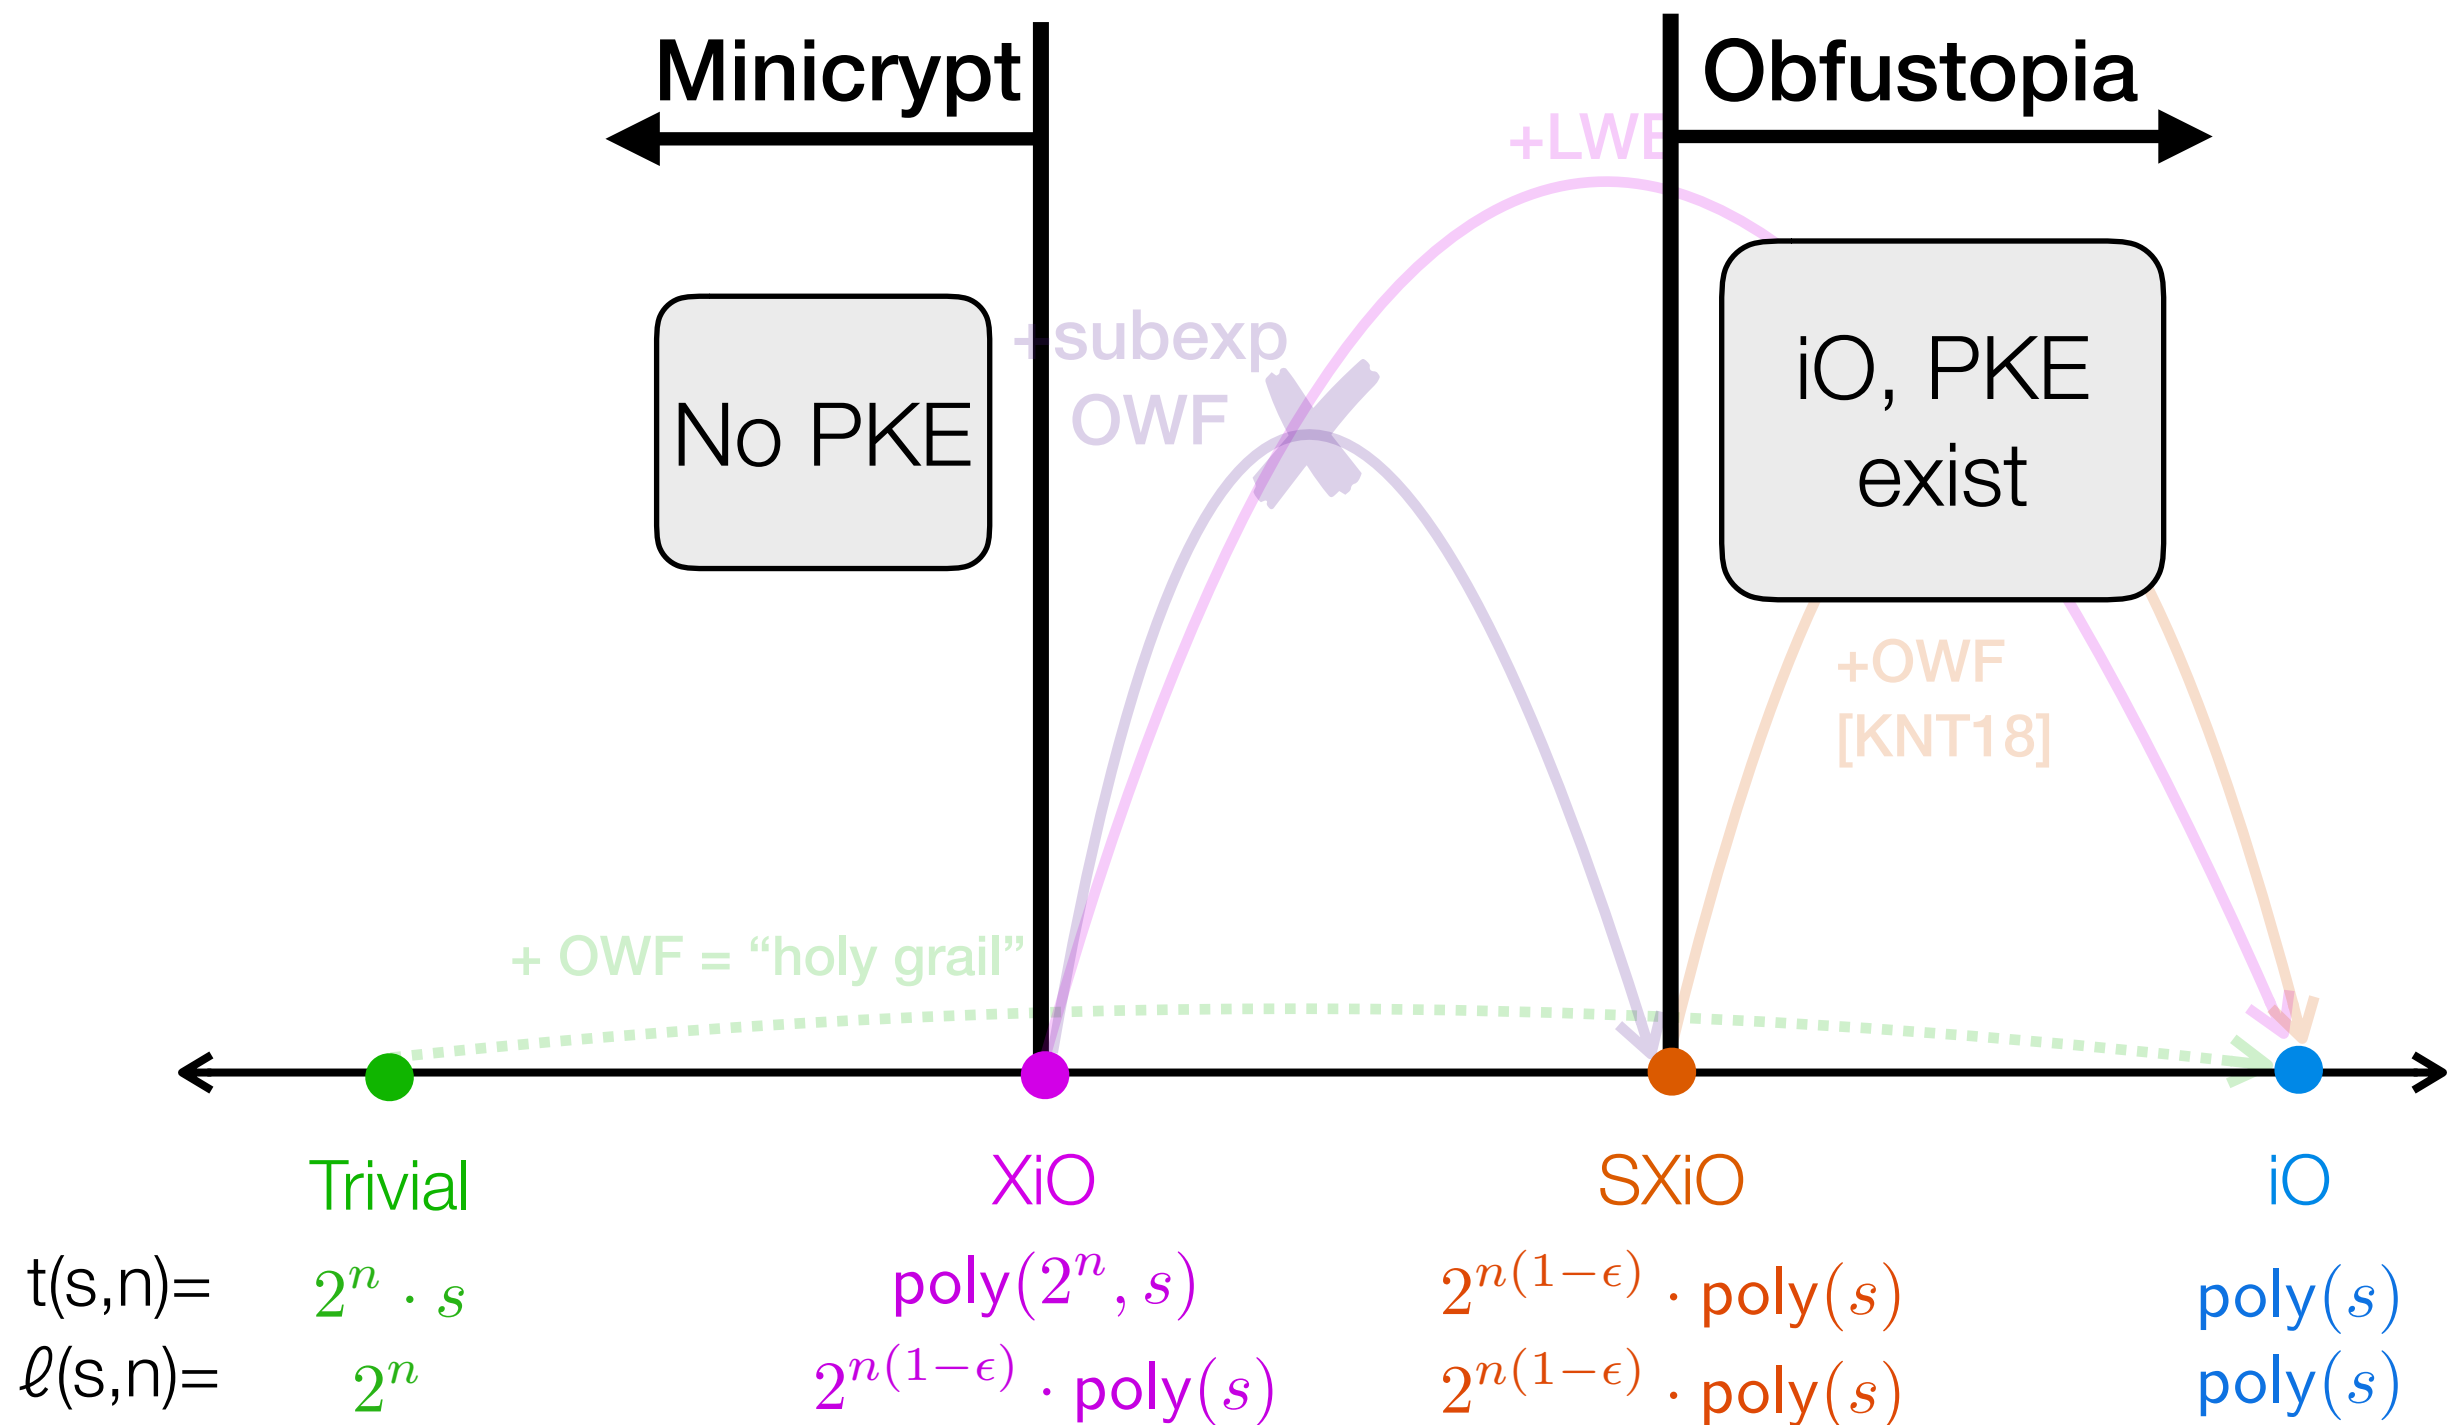 Minicrypt
Obfustopia
+LWE
No PKE
+subexp
OWF
iO, PKE
exist
+OWF
[KNT18]
+ OWF = “holy grail”
Trivial
XiO
SXiO
iO
t(s,n)= 2^n · s poly(2^n, s) 2^{n(1−ϵ)} · poly(s) poly(s)
ℓ(s,n)= 2^n 2^{n(1−ϵ)} · poly(s) 2^{n(1−ϵ)} · poly(s) poly(s)